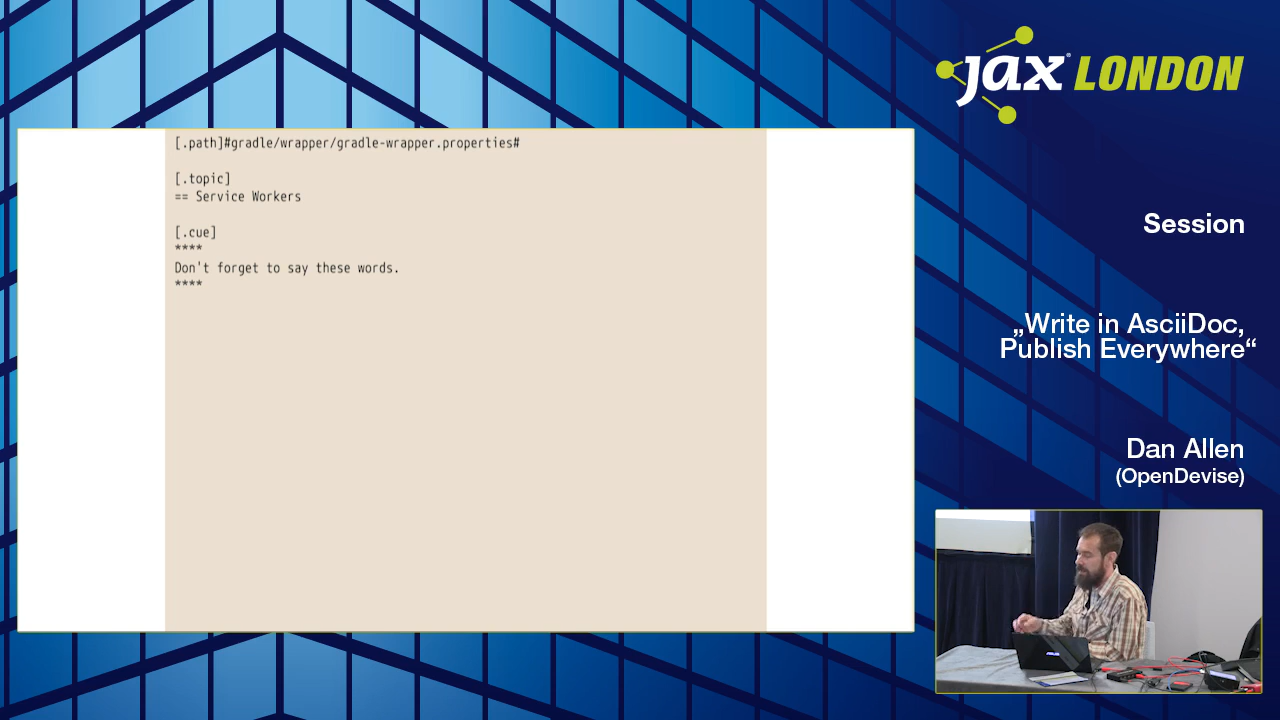 [.path]#gradle/wrapper/gradle-wrapper.properties#
[.topic]
== Service Workers
[.cue]
****
Don't forget to say these words.
****
JAX® LONDON
Session
„Write in AsciiDoc,
Publish Everywhere“
Dan Allen
(OpenDevise)
ASUS